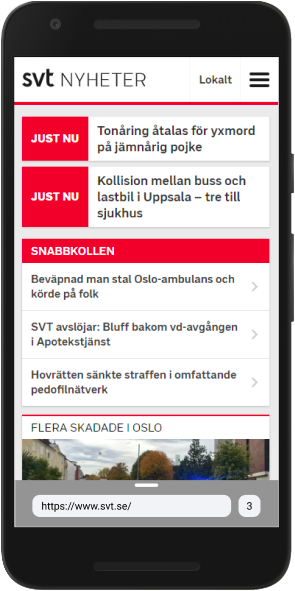 svt NYHETER
Lokalt
JUST NU
Tonåring åtalas för yxmord
på jämnårig pojke
JUST NU
Kollision mellan buss och
lastbil i Uppsala – tre till
sjukhus
SNABBKOLLEN
Beväpnad man stal Oslo-ambulans och
körde på folk
SVT avslöjar: Bluff bakom vd-avgången
i Apotekstjänst
Hovrätten sänkte straffen i omfattande
pedofilnätverk
FLERA SKADADE I OSLO
https://www.svt.se/
3